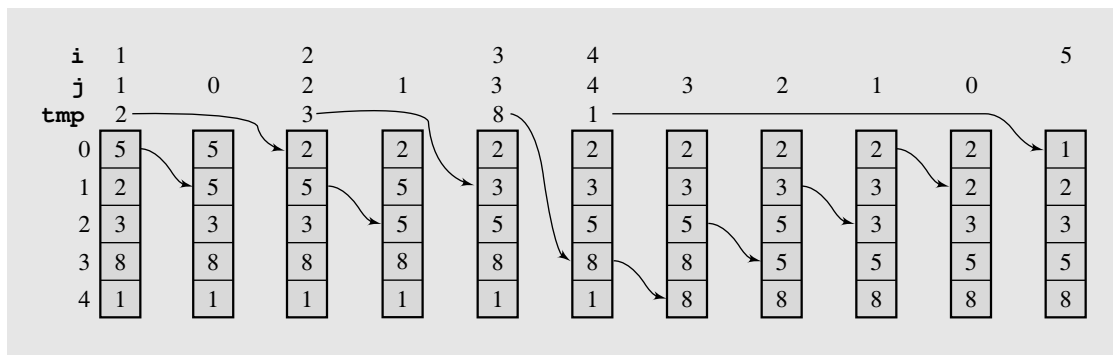 i 1 2 3 4 5
j 1 0 2 1 3 4 3 2 1 0
tmp 2 3 8 1
0 5 5 2 2 2 2 2 2 2 2 1
1 2 5 5 5 3 3 3 3 3 2 2
2 3 3 3 5 5 5 5 5 3 3 3
3 8 8 8 8 8 8 8 5 5 5 5
4 1 1 1 1 1 1 8 8 8 8 8